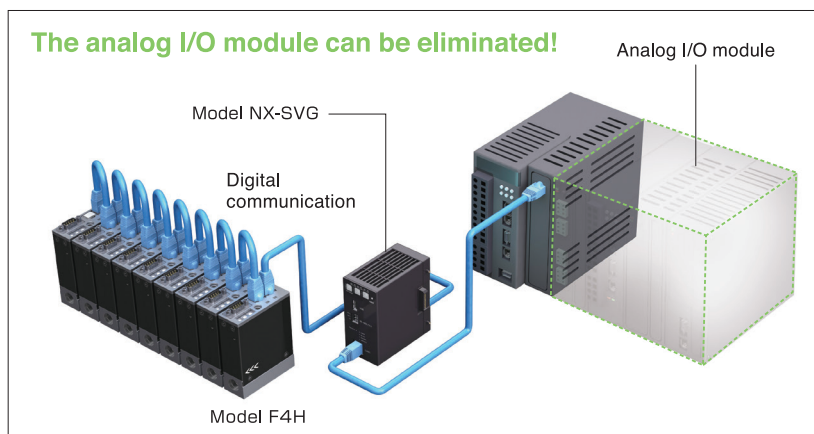 The analog I/O module can be eliminated!
Analog I/O module
Model NX-SVG
Digital
communication
Model F4H